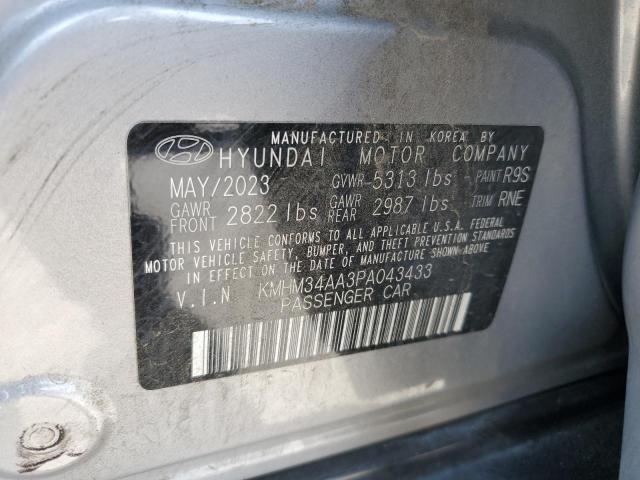 MANUFACTURED IN KOREA BY
HYUNDAI MOTOR COMPANY
MAY/2023 GVWR 5313 lbs PAINT R9S
GAWR FRONT 2822 lbs GAWR REAR 2987 lbs TRIM RNE
THIS VEHICLE CONFORMS TO ALL APPLICABLE U.S.A. FEDERAL
MOTOR VEHICLE SAFETY, BUMPER, AND THEFT PREVENTION STANDARDS
IN EFFECT ON THE DATE OF MANUFACTURE SHOWN ABOVE.
V.I.N KMHM34AA3PA043433
PASSENGER CAR